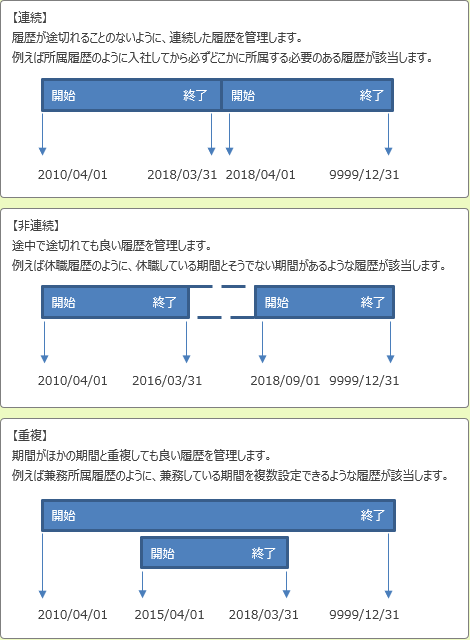 【連続】
履歴が途切れることのないように、連続した履歴を管理します。
例えば所属履歴のように入社してから必ずどこかに所属する必要のある履歴が該当します。
開始 終了 開始 終了
2010/04/01 2018/03/31 2018/04/01 9999/12/31
【非連続】
途中で途切れても良い履歴を管理します。
例えば休職履歴のように、休職している期間とそうでない期間があるような履歴が該当します。
開始 終了 開始 終了
2010/04/01 2016/03/31 2018/09/01 9999/12/31
【重複】
期間がほかの期間と重複しても良い履歴を管理します。
例えば兼務所属履歴のように、兼務している期間を複数設定できるような履歴が該当します。
開始 終了
開始 終了
2010/04/01 2015/04/01 2018/03/31 9999/12/31